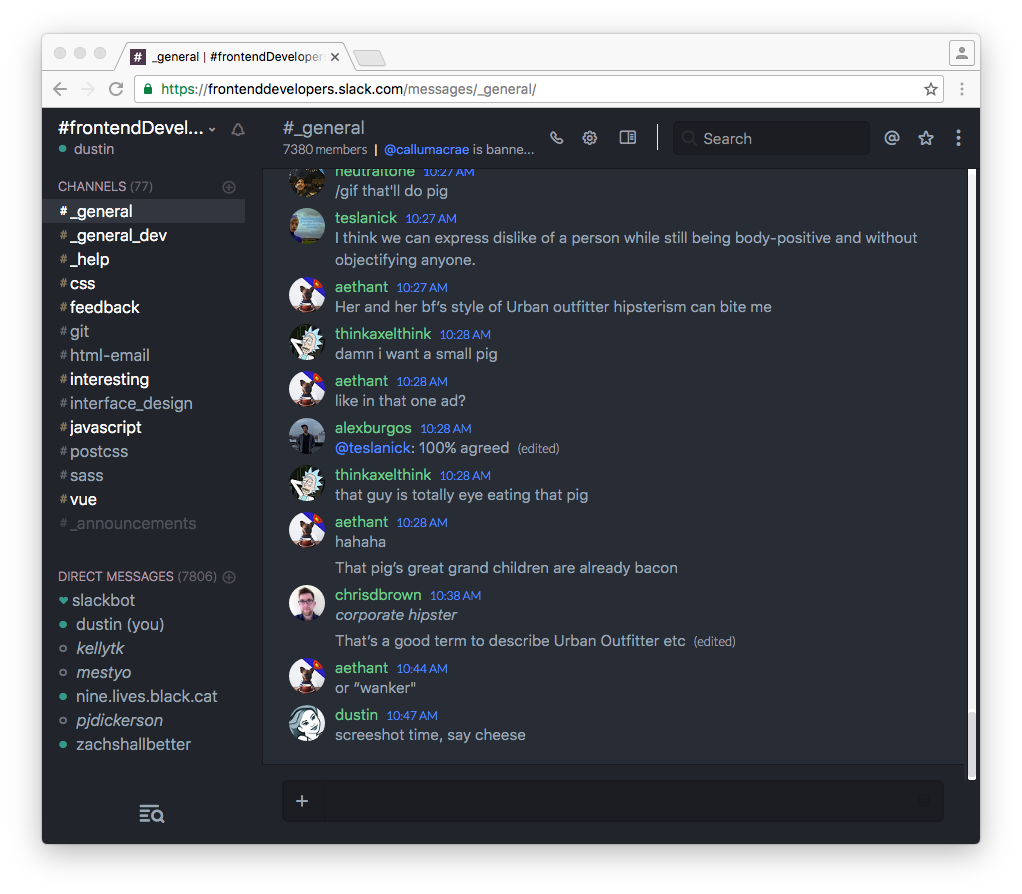 _general | #frontendDeveloper
https://frontenddevelopers.slack.com/messages/_general/
#frontendDevel...
dustin
CHANNELS (77)
# _general
# _general_dev
# _help
# css
# feedback
# git
# html-email
# interesting
# interface_design
# javascript
# postcss
# sass
# vue
# _announcements
DIRECT MESSAGES (7806)
slackbot
dustin (you)
kellytk
mestyo
nine.lives.black.cat
pjdickerson
zachshallbetter
#_general
7380 members | @callumacrae is banne...
Search
neutraltone 10:27 AM
/gif that'll do pig
teslanick 10:27 AM
I think we can express dislike of a person while still being body-positive and without
objectifying anyone.
aethant 10:27 AM
Her and her bf’s style of Urban outfitter hipsterism can bite me
thinkaxelthink 10:28 AM
damn i want a small pig
aethant 10:28 AM
like in that one ad?
alexburgos 10:28 AM
@teslanick: 100% agreed (edited)
thinkaxelthink 10:28 AM
that guy is totally eye eating that pig
aethant 10:28 AM
hahaha
That pig’s great grand children are already bacon
chrisdbrown 10:38 AM
corporate hipster
That’s a good term to describe Urban Outfitter etc (edited)
aethant 10:44 AM
or “wanker"
dustin 10:47 AM
screeshot time, say cheese